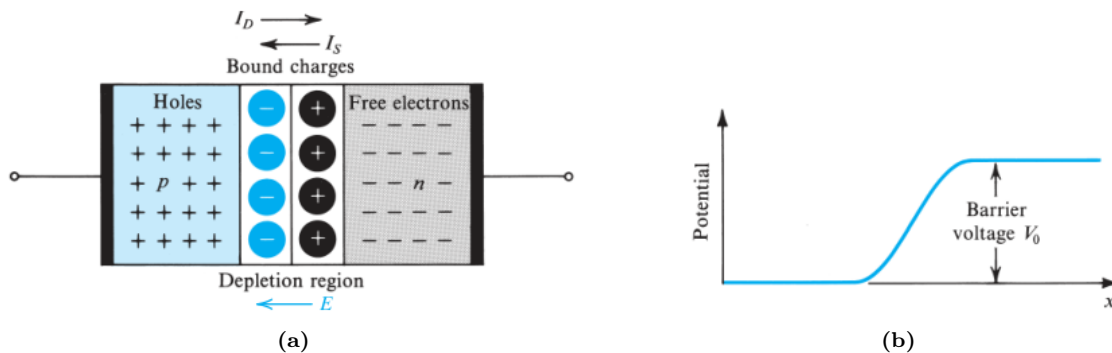 I_D
I_S
Bound charges
Holes
Free electrons
+ + + +
+ + + +
+ p + +
+ + + +
+ + + +
−
−
−
−
+
+
+
+
− − − −
− − − −
− − n −
− − − −
− − − −
Depletion region
E
(a)
Potential
Barrier
voltage V_0
x
(b)